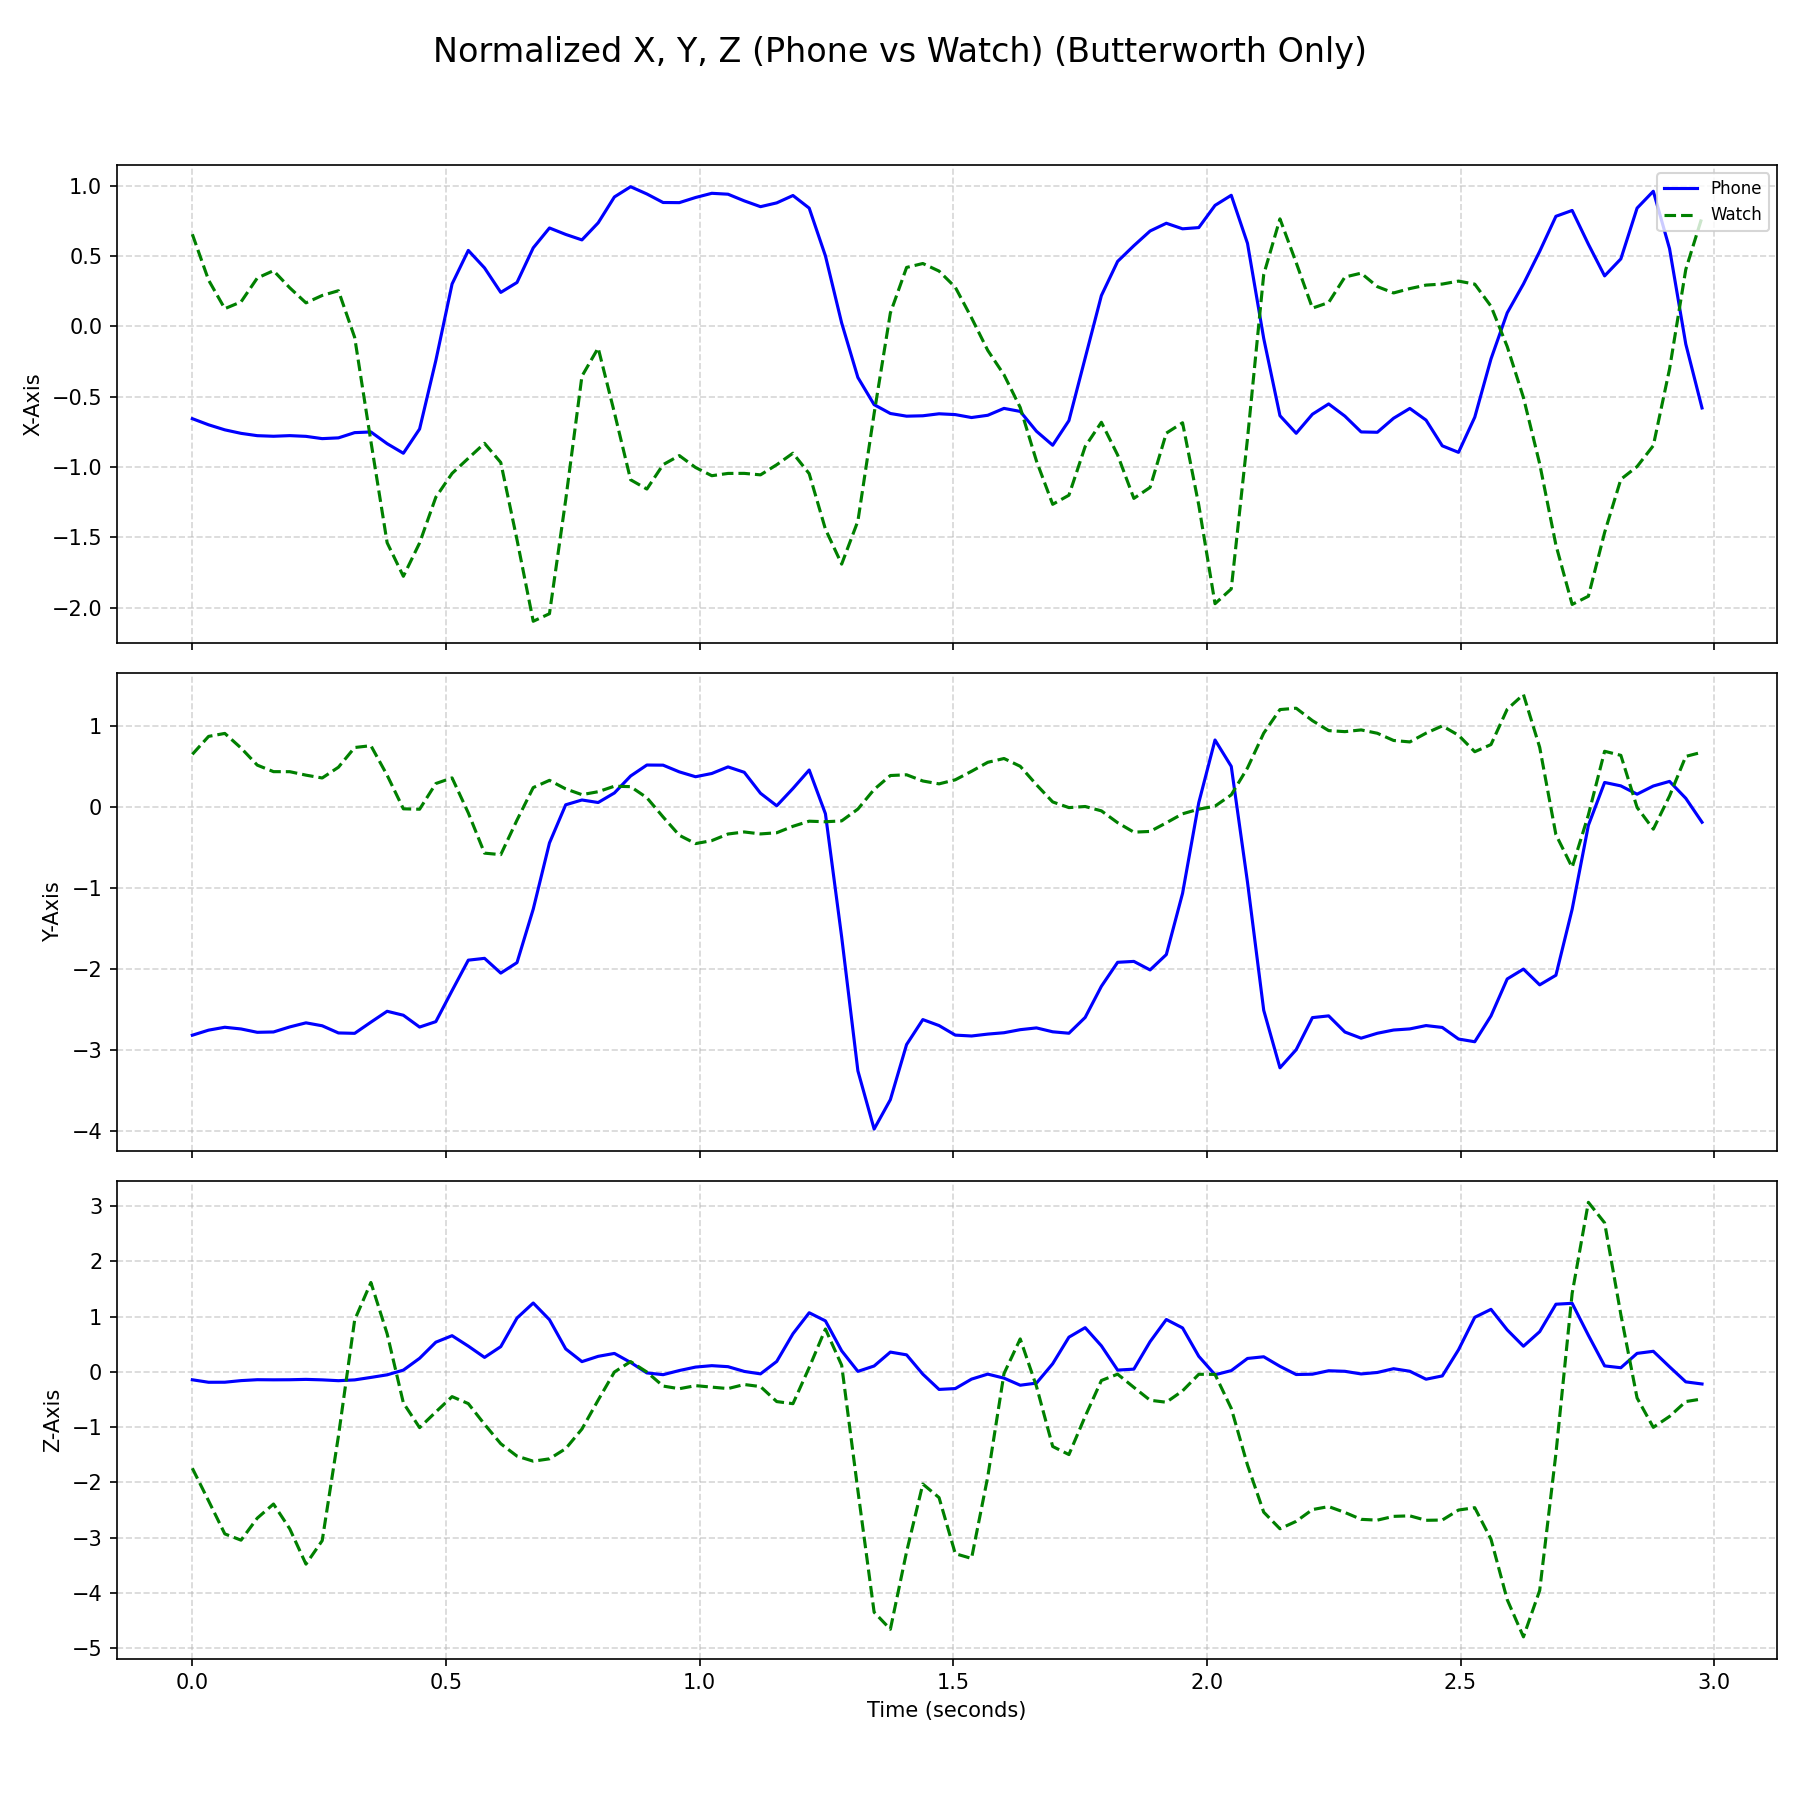 Normalized X, Y, Z (Phone vs Watch) (Butterworth Only)
Phone
Watch
X-Axis
1.0
0.5
0.0
−0.5
−1.0
−1.5
−2.0
Y-Axis
1
0
−1
−2
−3
−4
Z-Axis
3
2
1
0
−1
−2
−3
−4
−5
0.0 0.5 1.0 1.5 2.0 2.5 3.0
Time (seconds)